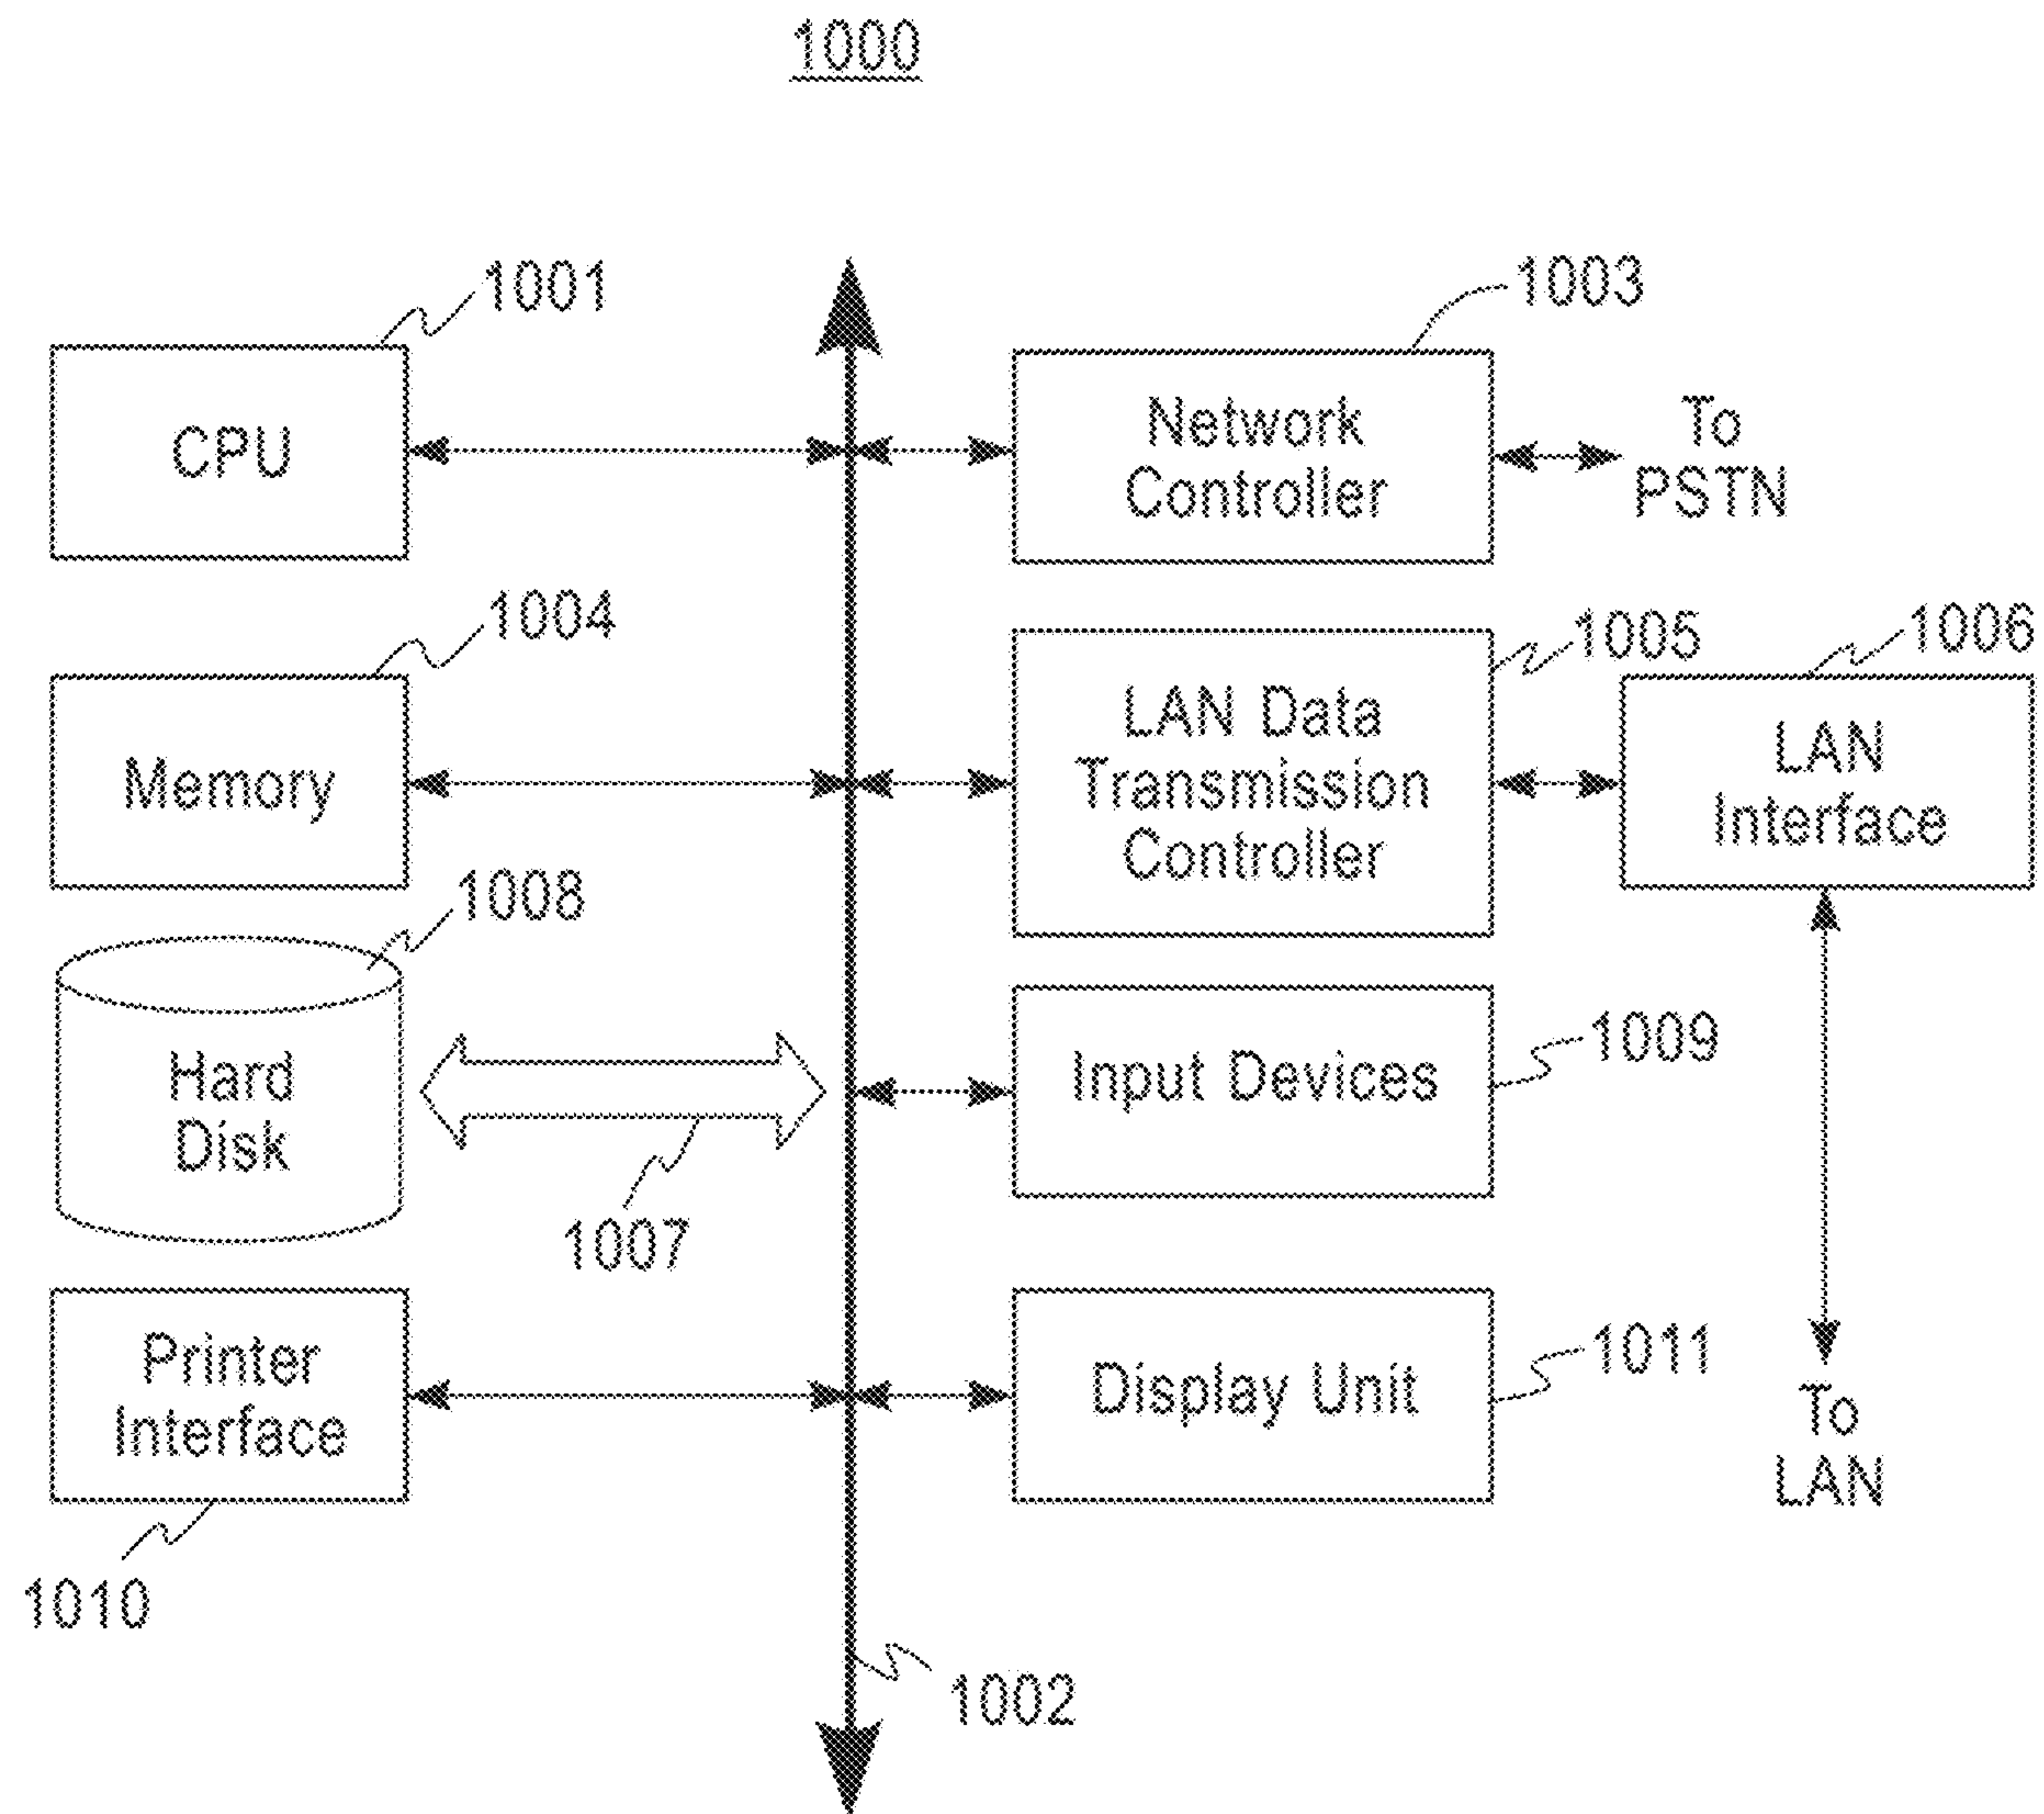 1000
1001
1003
CPU
Network
Controller
To
PSTN
1004
1005
1006
Memory
LAN Data
Transmission
Controller
LAN
Interface
1008
Hard
Disk
1007
Input Devices
1009
Printer
Interface
Display Unit
1011
To
LAN
1010
1002